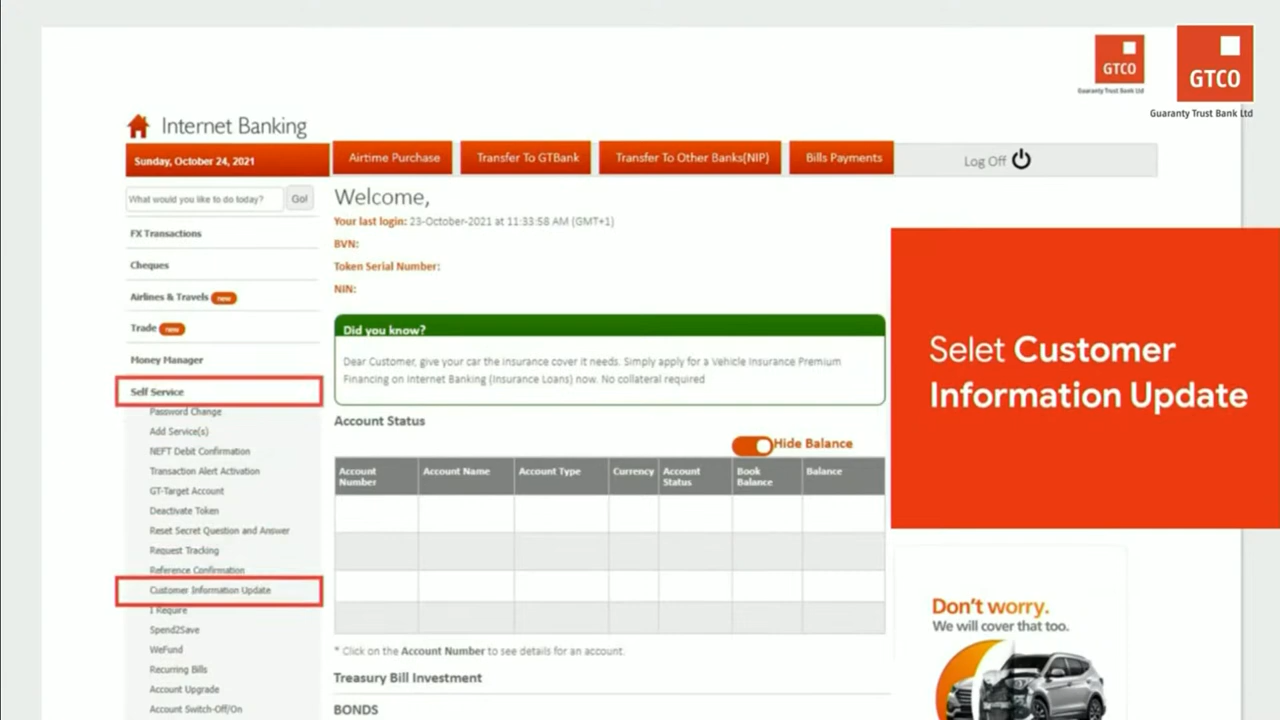 GTCO
Guaranty Trust Bank Ltd
GTCO
Guaranty Trust Bank Ltd
Internet Banking
Sunday, October 24, 2021
Airtime Purchase
Transfer To GTBank
Transfer To Other Banks(NIP)
Bills Payments
Log Off
What would you like to do today?
Go!
FX Transactions
Cheques
Airlines & Travels new
Trade new
Money Manager
Self Service
Password Change
Add Service(s)
NEFT Debit Confirmation
Transaction Alert Activation
GT-Target Account
Deactivate Token
Reset Secret Question and Answer
Request Tracking
Reference Confirmation
Customer Information Update
I Require
Spend2Save
WeFund
Recurring Bills
Account Upgrade
Account Switch-Off/On
Welcome,
Your last login: 23-October-2021 at 11:33:58 AM (GMT+1)
BVN:
Token Serial Number:
NIN:
Did you know?
Dear Customer, give your car the insurance cover it needs. Simply apply for a Vehicle Insurance Premium
Financing on Internet Banking (Insurance Loans) now. No collateral required
Account Status
Hide Balance
Account Number
Account Name
Account Type
Currency
Account Status
Book Balance
Balance
* Click on the Account Number to see details for an account.
Treasury Bill Investment
BONDS
Selet Customer
Information Update
Don't worry.
We will cover that too.